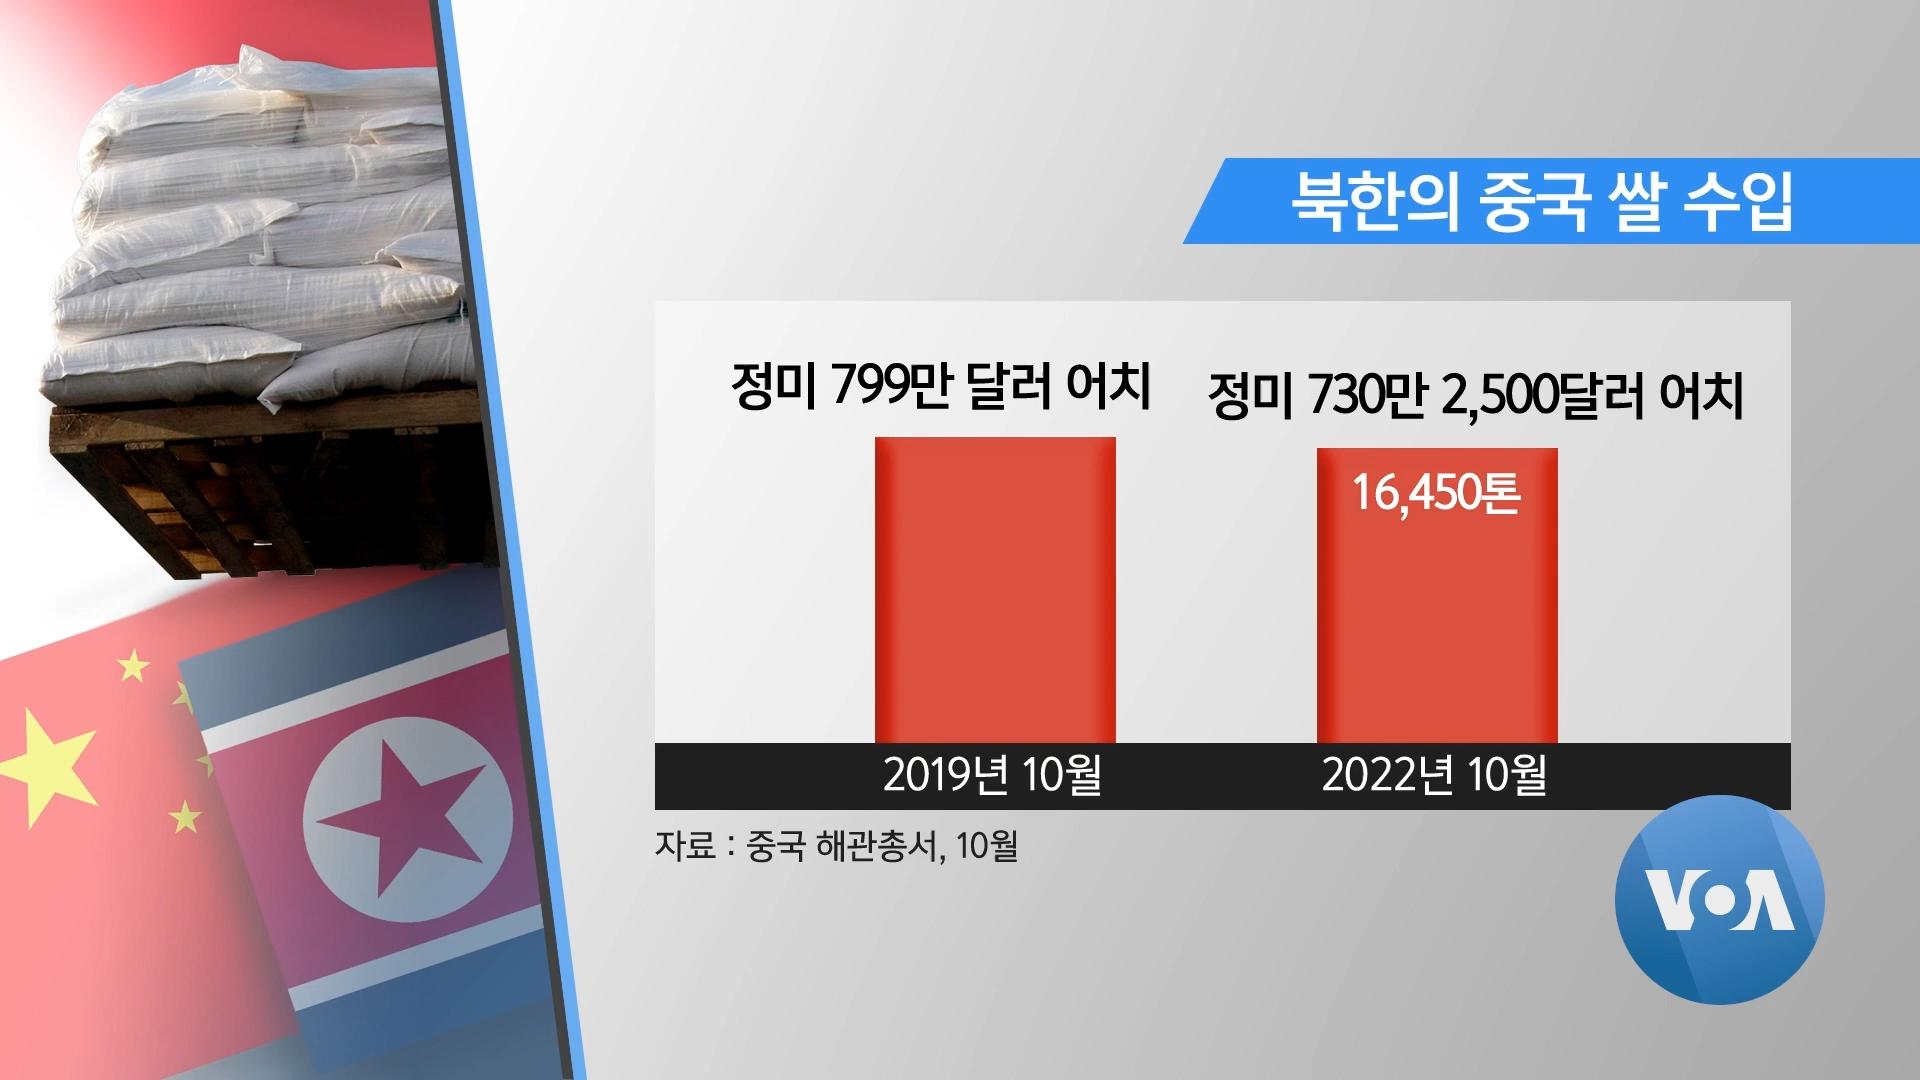 북한의 중국 쌀 수입
정미 799만 달러 어치
정미 730만 2,500달러 어치
16,450톤
2019년 10월
2022년 10월
자료 : 중국 해관총서, 10월
VOA